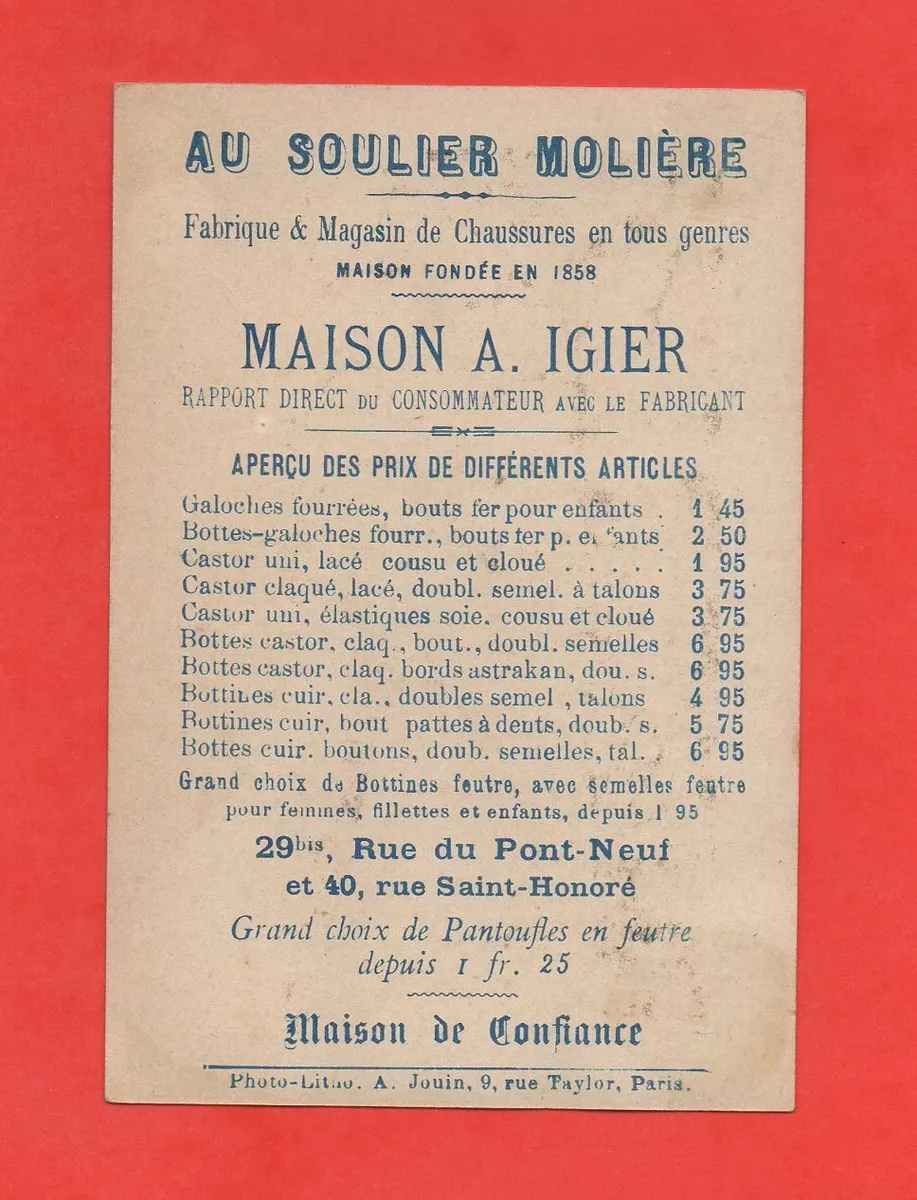 AU SOULIER MOLIÈRE
Fabrique & Magasin de Chaussures en tous genres
MAISON FONDÉE EN 1858
MAISON A. IGIER
RAPPORT DIRECT DU CONSOMMATEUR AVEC LE FABRICANT
APERÇU DES PRIX DE DIFFÉRENTS ARTICLES
Galoches fourrées, bouts fer pour enfants . 1 45
Bottes-galoches fourr., bouts fer p. enfants 2 50
Castor uni, lacé cousu et cloué . . . . . 1 95
Castor claqué, lacé, doubl. semel. à talons 3 75
Castor uni, élastiques soie. cousu et cloué 3 75
Bottes castor, claq., bout., doubl. semelles 6 95
Bottes castor, claq. bords astrakan, dou. s. 6 95
Bottines cuir, cla., doubles semel , talons 4 95
Bottines cuir, bout pattes à dents, doub. s. 5 75
Bottes cuir. boutons, doub. semelles, tal. . 6 95
Grand choix de Bottines feutre, avec semelles feutre
pour femmes, fillettes et enfants, depuis 1 95
29bis, Rue du Pont-Neuf
et 40, rue Saint-Honoré
Grand choix de Pantoufles en feutre
depuis 1 fr. 25
Maison de Confiance
Photo-Litho. A. Jouin, 9, rue Taylor, Paris.